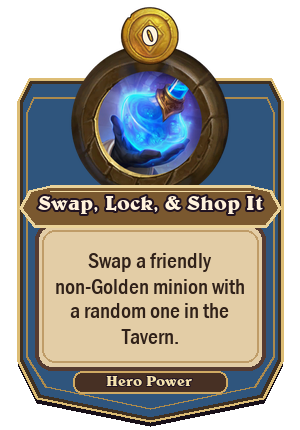 0
Swap, Lock, & Shop It
Swap a friendly
non-Golden minion with
a random one in the
Tavern.
Hero Power